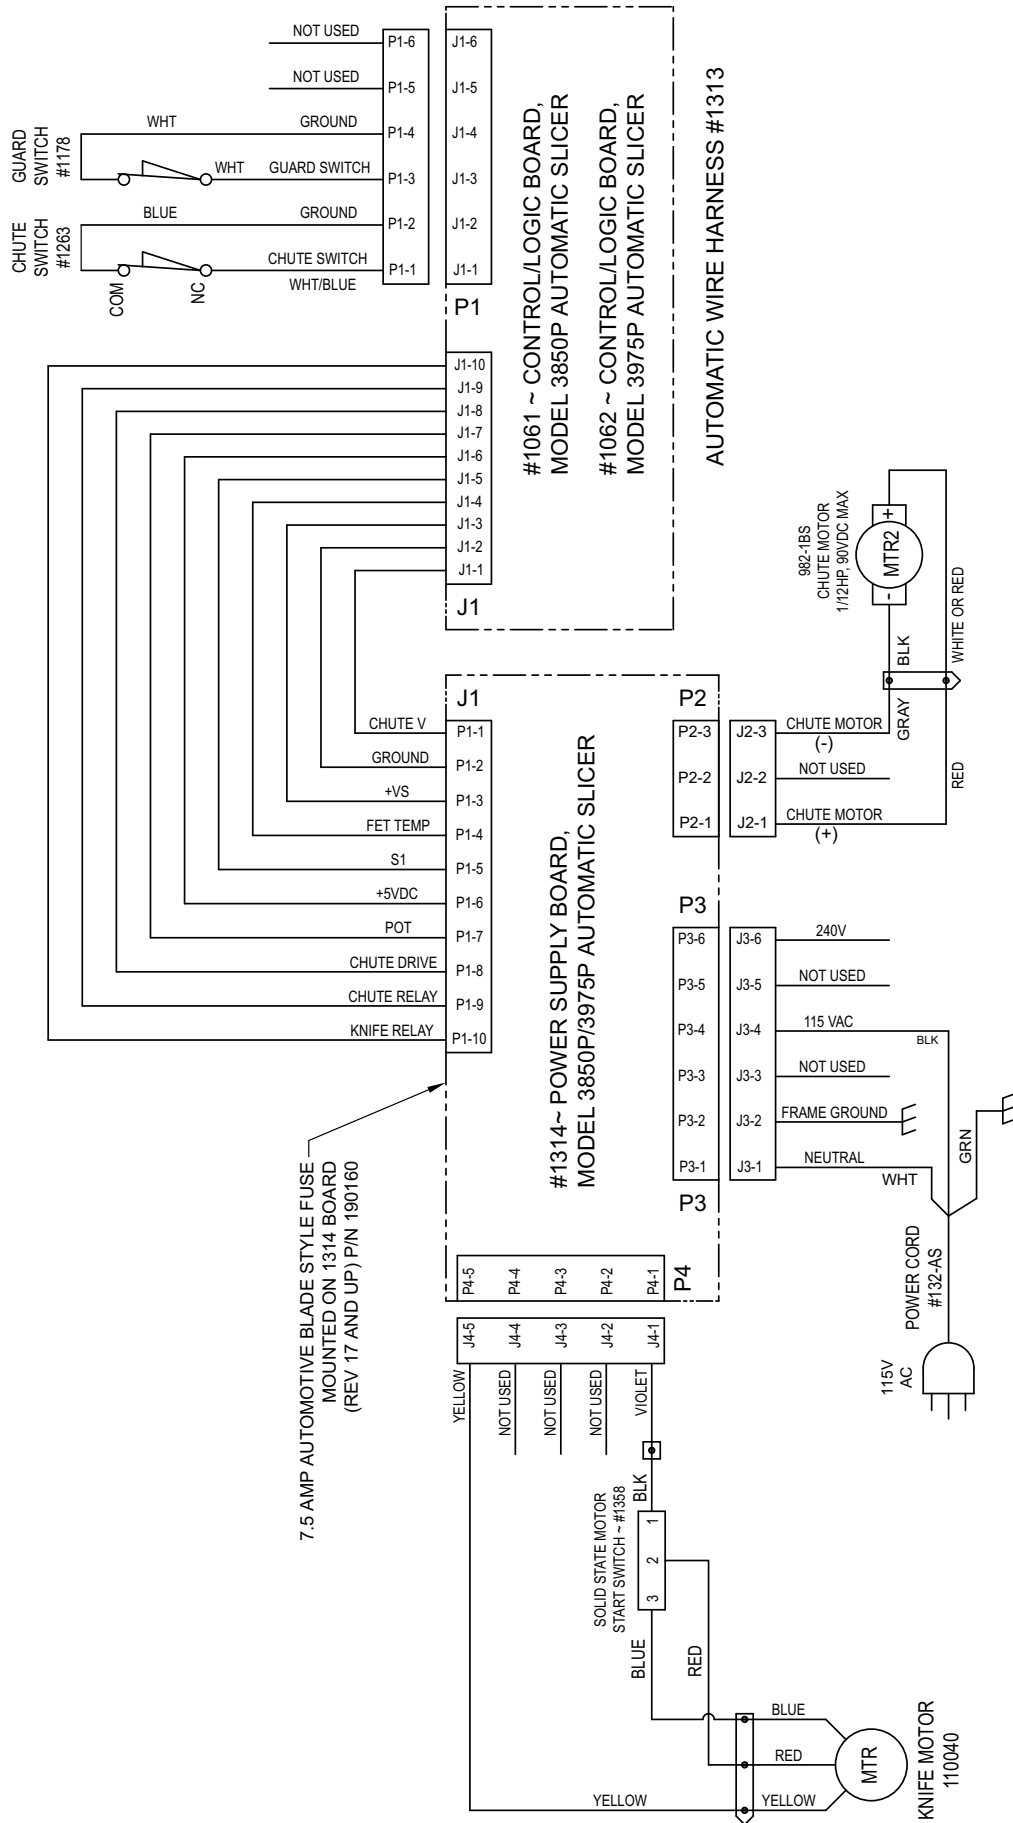 NOT USED
P1-6
J1-6
NOT USED
P1-5
J1-5
GUARD
SWITCH
#1178
WHT
GROUND
P1-4
J1-4
WHT
GUARD SWITCH
P1-3
J1-3
CHUTE
SWITCH
#1263
BLUE
GROUND
P1-2
J1-2
CHUTE SWITCH
WHT/BLUE
P1-1
J1-1
COM
NC
P1
#1061 ~ CONTROL/LOGIC BOARD,
MODEL 3850P AUTOMATIC SLICER
#1062 ~ CONTROL/LOGIC BOARD,
MODEL 3975P AUTOMATIC SLICER
AUTOMATIC WIRE HARNESS #1313
J1-10
J1-9
J1-8
J1-7
J1-6
J1-5
J1-4
J1-3
J1-2
J1-1
J1
982-1BS
CHUTE MOTOR
1/12HP, 90VDC MAX
MTR2
+
-
BLK
WHITE OR RED
GRAY
RED
J1
CHUTE V
P1-1
GROUND
P1-2
+VS
P1-3
FET TEMP
P1-4
S1
P1-5
+5VDC
P1-6
POT
P1-7
CHUTE DRIVE
P1-8
CHUTE RELAY
P1-9
KNIFE RELAY
P1-10
#1314~ POWER SUPPLY BOARD,
MODEL 3850P/3975P AUTOMATIC SLICER
P2
P2-3
J2-3
CHUTE MOTOR
(-)
P2-2
J2-2
NOT USED
P2-1
J2-1
CHUTE MOTOR
(+)
P3
P3-6
J3-6
240V
P3-5
J3-5
NOT USED
P3-4
J3-4
115 VAC
BLK
P3-3
J3-3
NOT USED
P3-2
J3-2
FRAME GROUND
P3-1
J3-1
NEUTRAL
WHT
GRN
P3
7.5 AMP AUTOMOTIVE BLADE STYLE FUSE
MOUNTED ON 1314 BOARD
(REV 17 AND UP) P/N 190160
POWER CORD
#132-AS
115V
AC
P4-5
P4-4
P4-3
P4-2
P4-1
P4
J4-5
J4-4
J4-3
J4-2
J4-1
YELLOW
NOT USED
NOT USED
NOT USED
VIOLET
SOLID STATE MOTOR
START SWITCH ~ #1358
BLK
3
2
1
BLUE
RED
BLUE
RED
YELLOW
YELLOW
MTR
KNIFE MOTOR
110040